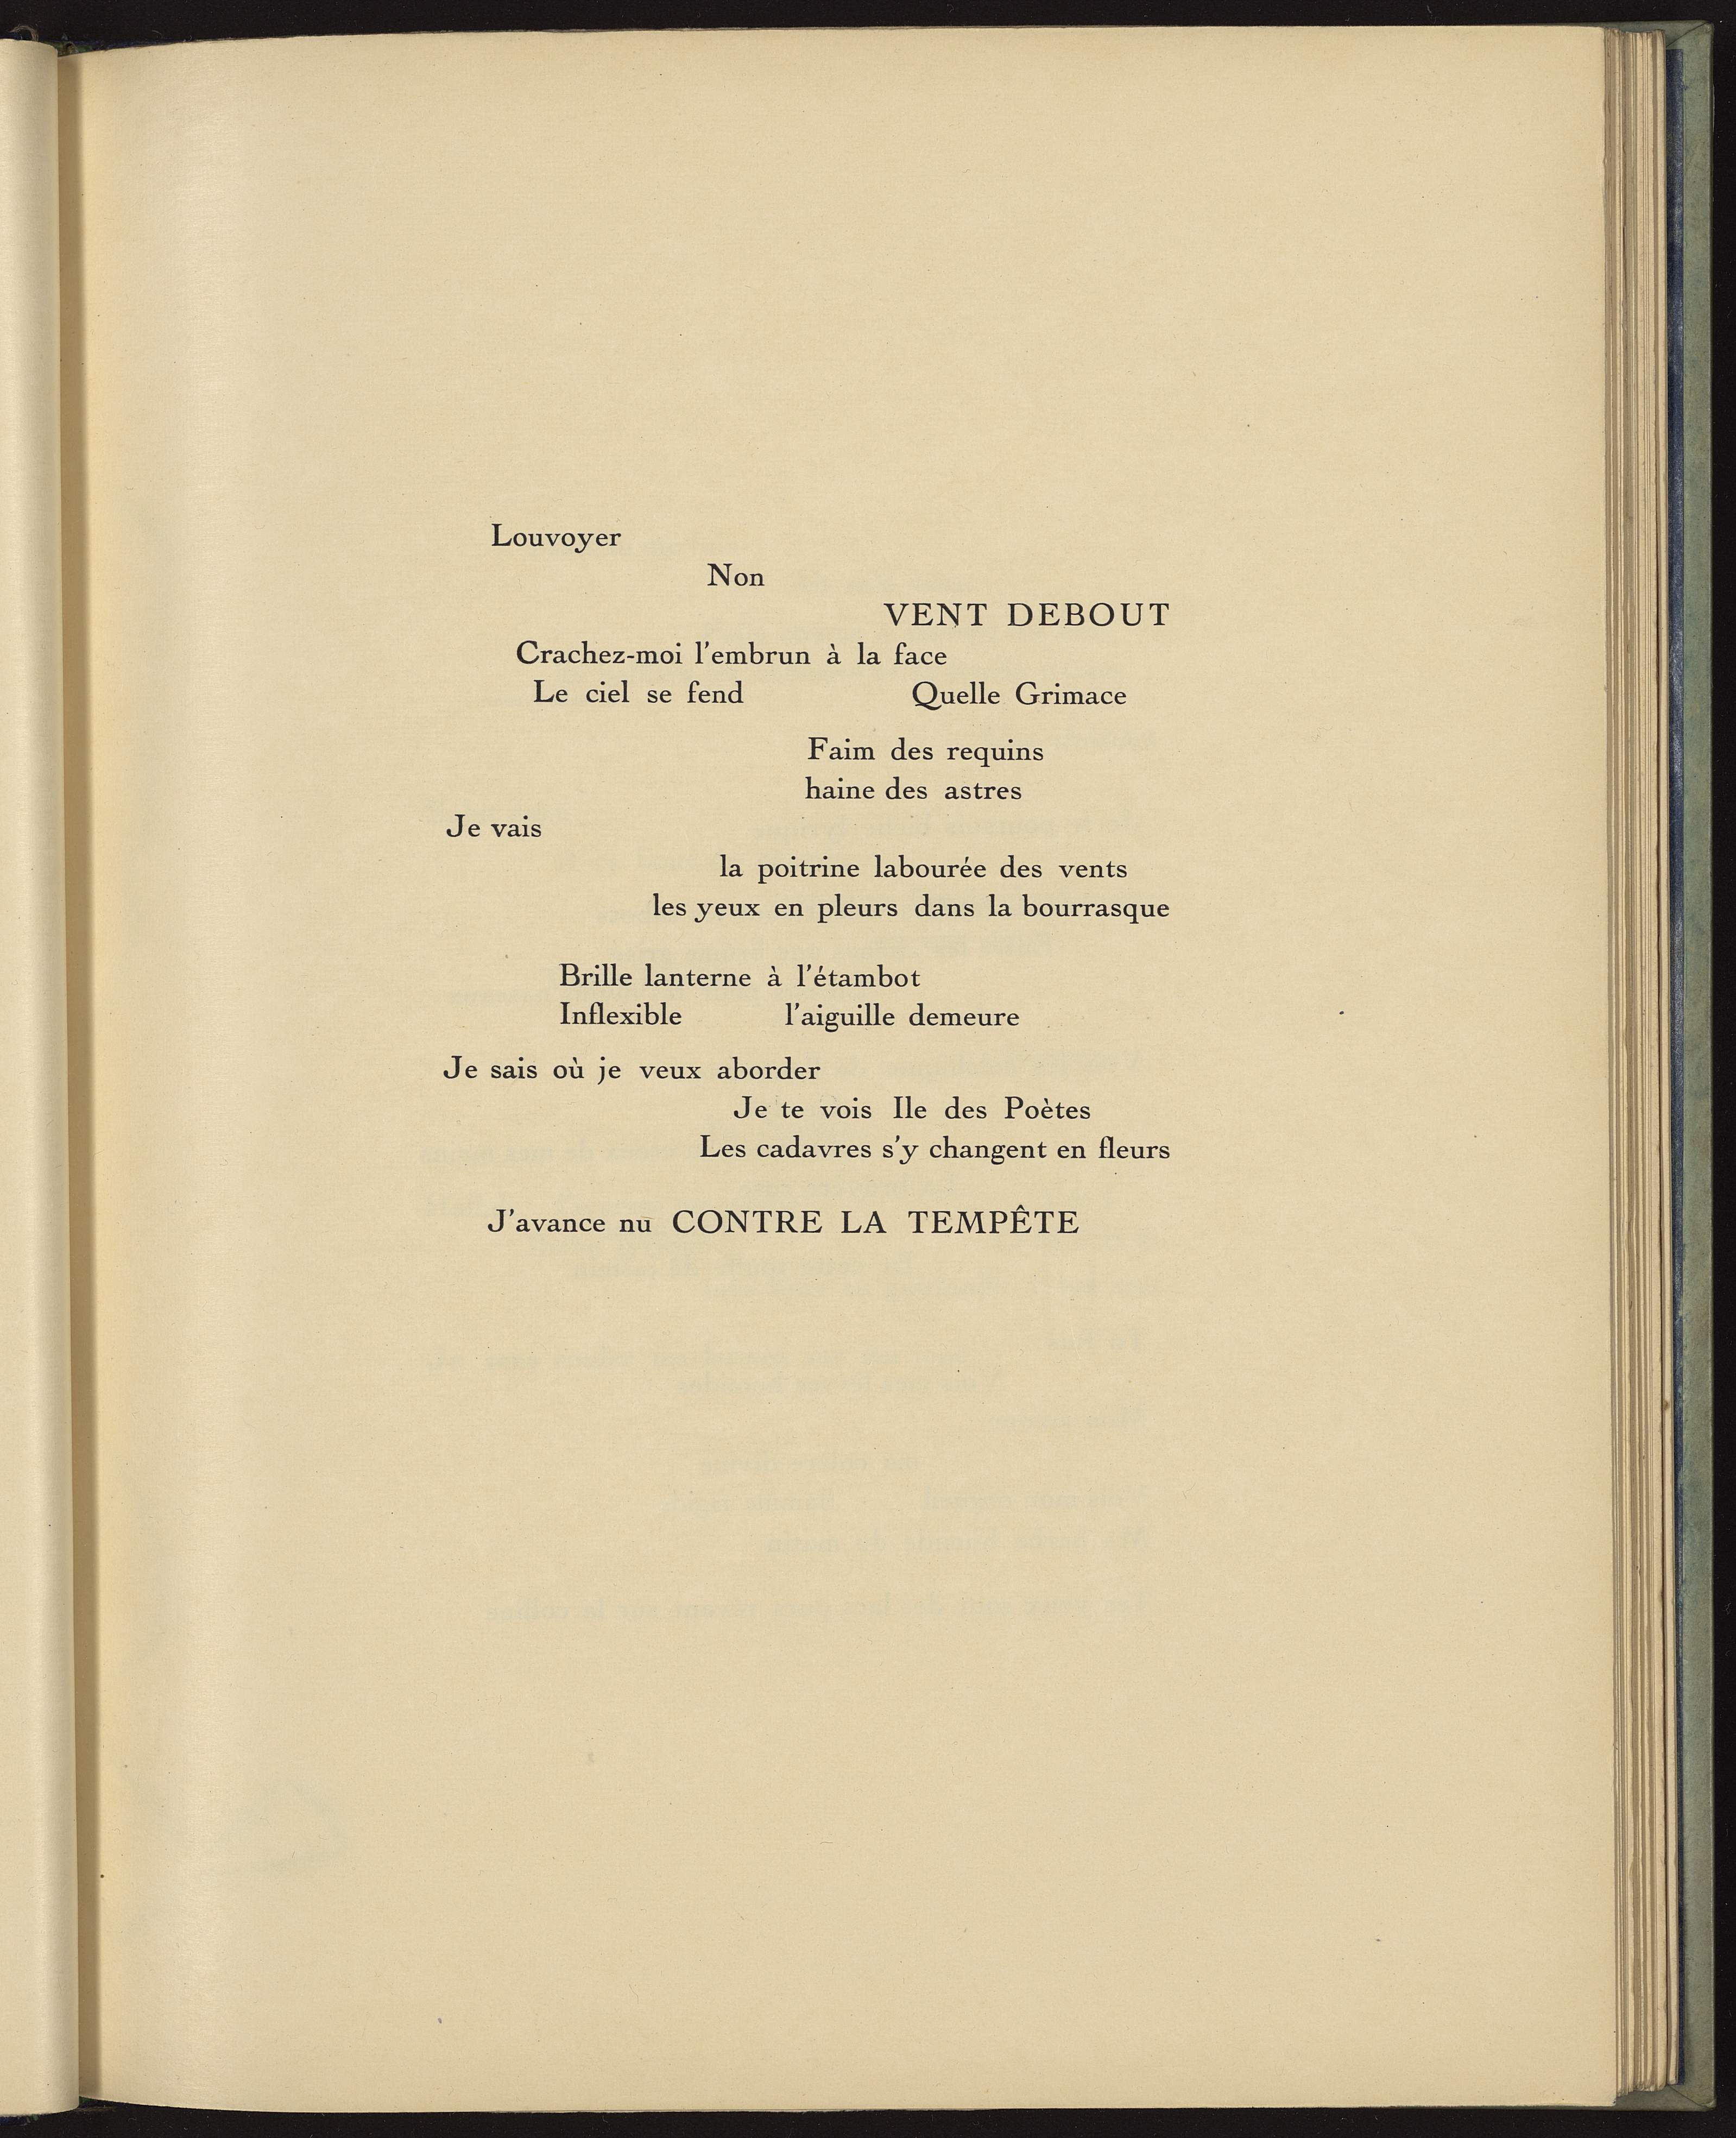 Louvoyer
Non
VENT DEBOUT
Crachez-moi l'embrun à la face
Le ciel se fend Quelle Grimace
Faim des requins
haine des astres
Je vais
la poitrine labourée des vents
les yeux en pleurs dans la bourrasque
Brille lanterne à l'étambot
Inflexible l'aiguille demeure
Je sais où je veux aborder
Je te vois Ile des Poètes
Les cadavres s'y changent en fleurs
J'avance nu CONTRE LA TEMPÊTE